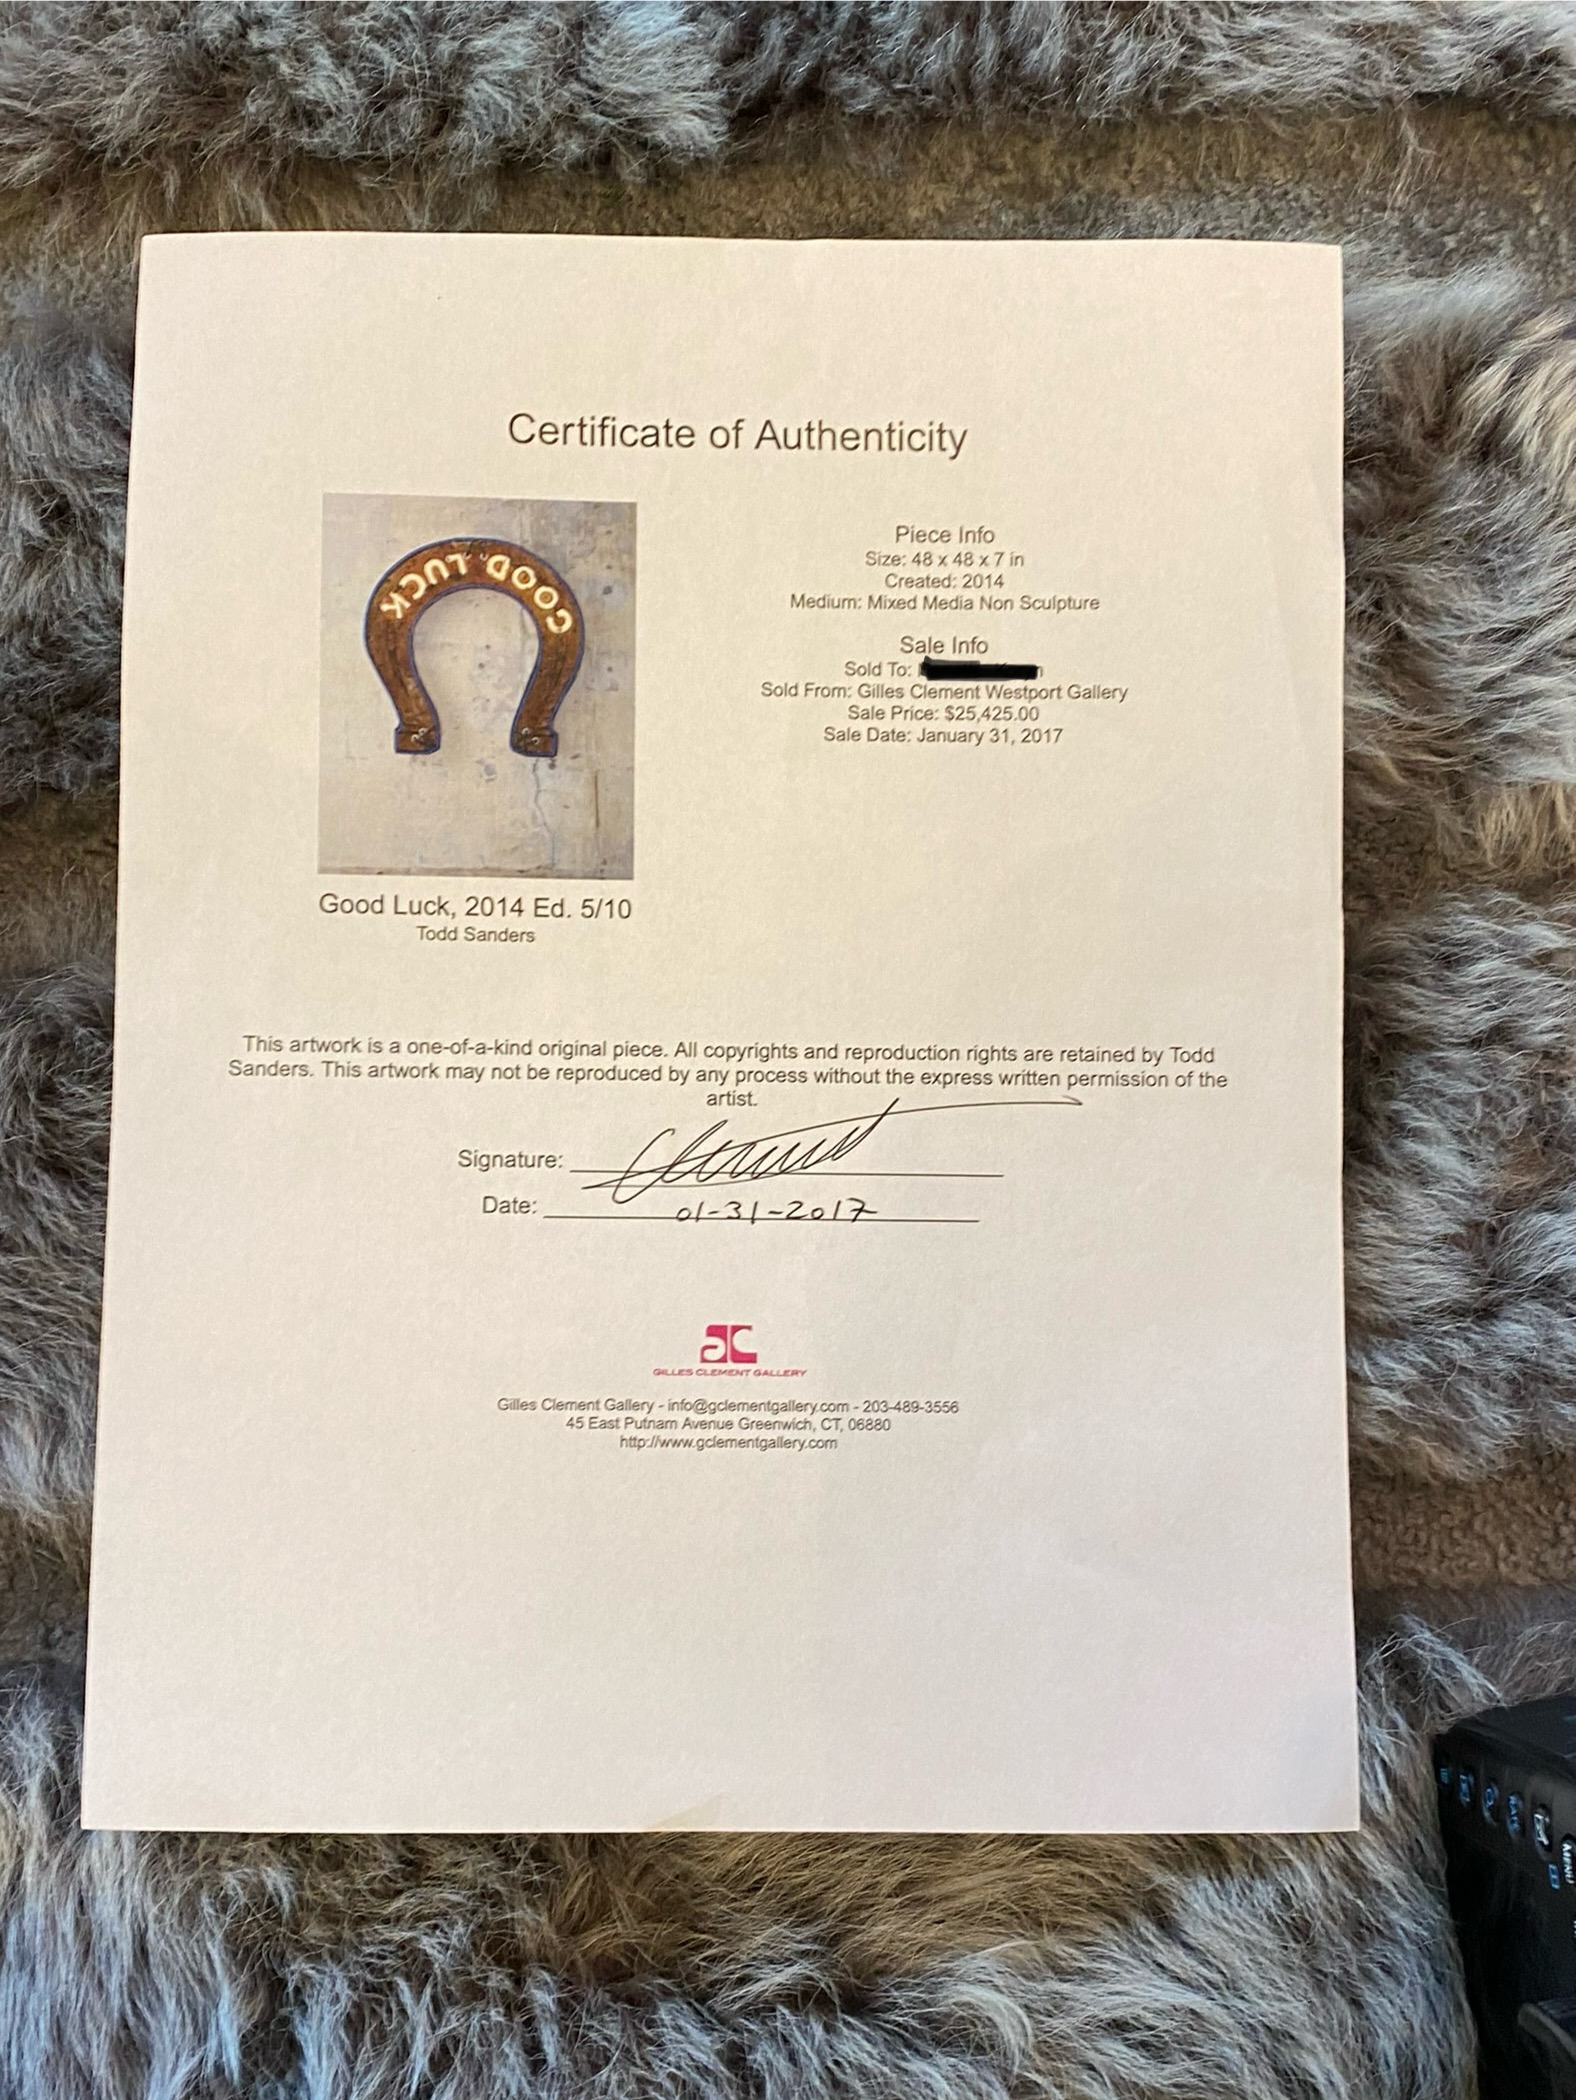 Certificate of Authenticity
GOOD LUCK
Good Luck, 2014 Ed. 5/10
Todd Sanders
Piece Info
Size: 48 x 48 x 7 in
Created: 2014
Medium: Mixed Media Non Sculpture
Sale Info
Sold To:
Sold From: Gilles Clement Westport Gallery
Sale Price: $25,425.00
Sale Date: January 31, 2017
This artwork is a one-of-a-kind original piece. All copyrights and reproduction rights are retained by Todd
Sanders. This artwork may not be reproduced by any process without the express written permission of the
artist.
Signature:
Date: 01-31-2017
gc
GILLES CLEMENT GALLERY
Gilles Clement Gallery - info@gclementgallery.com - 203-489-3556
45 East Putnam Avenue Greenwich, CT, 06880
http://www.gclementgallery.com
MENU